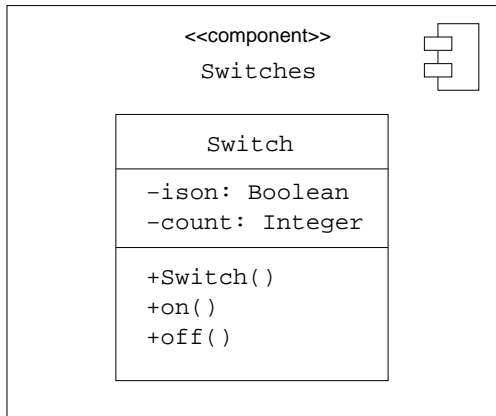 <<component>>
Switches
Switch
-ison: Boolean
-count: Integer
+Switch()
+on()
+off()